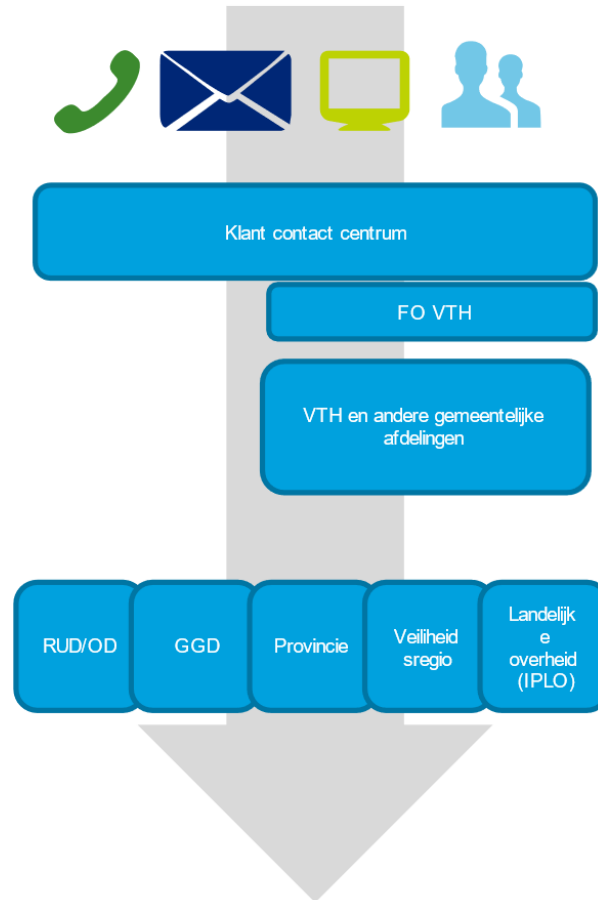 Klant contact centrum
FO VTH
VTH en andere gemeentelijke
afdelingen
RUD/OD
GGD
Provincie
Veiliheid
sregio
Landelijk
e
overheid
(IPLO)